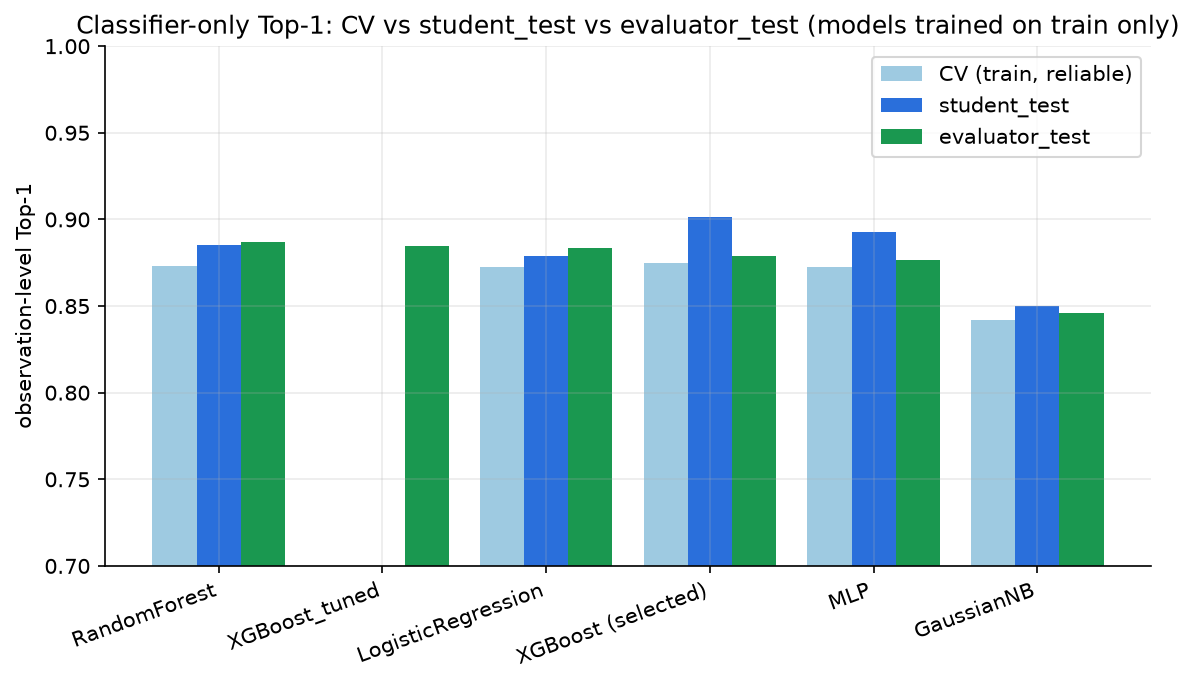 Classifier-only Top-1: CV vs student_test vs evaluator_test (models trained on train only)
CV (train, reliable)
student_test
evaluator_test
observation-level Top-1
1.00
0.95
0.90
0.85
0.80
0.75
0.70
RandomForest
XGBoost_tuned
LogisticRegression
XGBoost (selected)
MLP
GaussianNB